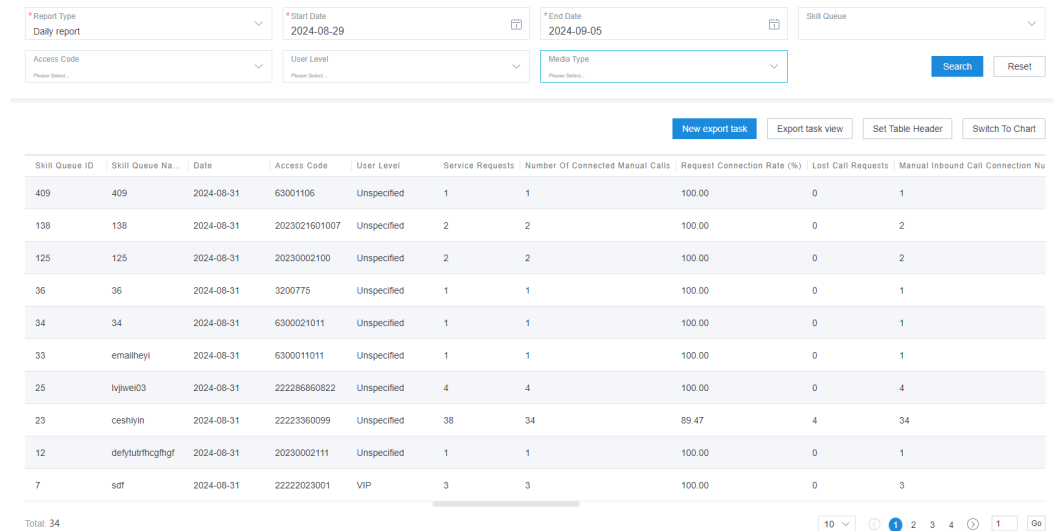 * Report Type
Daily report
* Start Date
2024-08-29
* End Date
2024-09-05
Skill Queue
Access Code
Please Select...
User Level
Please Select...
Media Type
Please Select...
Search Reset
New export task Export task view Set Table Header Switch To Chart
Skill Queue ID Skill Queue Na... Date Access Code User Level Service Requests Number Of Connected Manual Calls Request Connection Rate (%) Lost Call Requests Manual Inbound Call Connection Nu
409 409 2024-08-31 63001106 Unspecified 1 1 100.00 0 1
138 138 2024-08-31 2023021601007 Unspecified 2 2 100.00 0 2
125 125 2024-08-31 20230002100 Unspecified 2 2 100.00 0 2
36 36 2024-08-31 3200775 Unspecified 1 1 100.00 0 1
34 34 2024-08-31 6300021011 Unspecified 1 1 100.00 0 1
33 emailheyi 2024-08-31 6300011011 Unspecified 1 1 100.00 0 1
25 lvjiwei03 2024-08-31 222286860822 Unspecified 4 4 100.00 0 4
23 ceshiyin 2024-08-31 22223360099 Unspecified 38 34 89.47 4 34
12 defytutrfhcgfhgf 2024-08-31 20230002111 Unspecified 1 1 100.00 0 1
7 sdf 2024-08-31 22222023001 VIP 3 3 100.00 0 3
Total: 34 10 1 2 3 4 1 Go